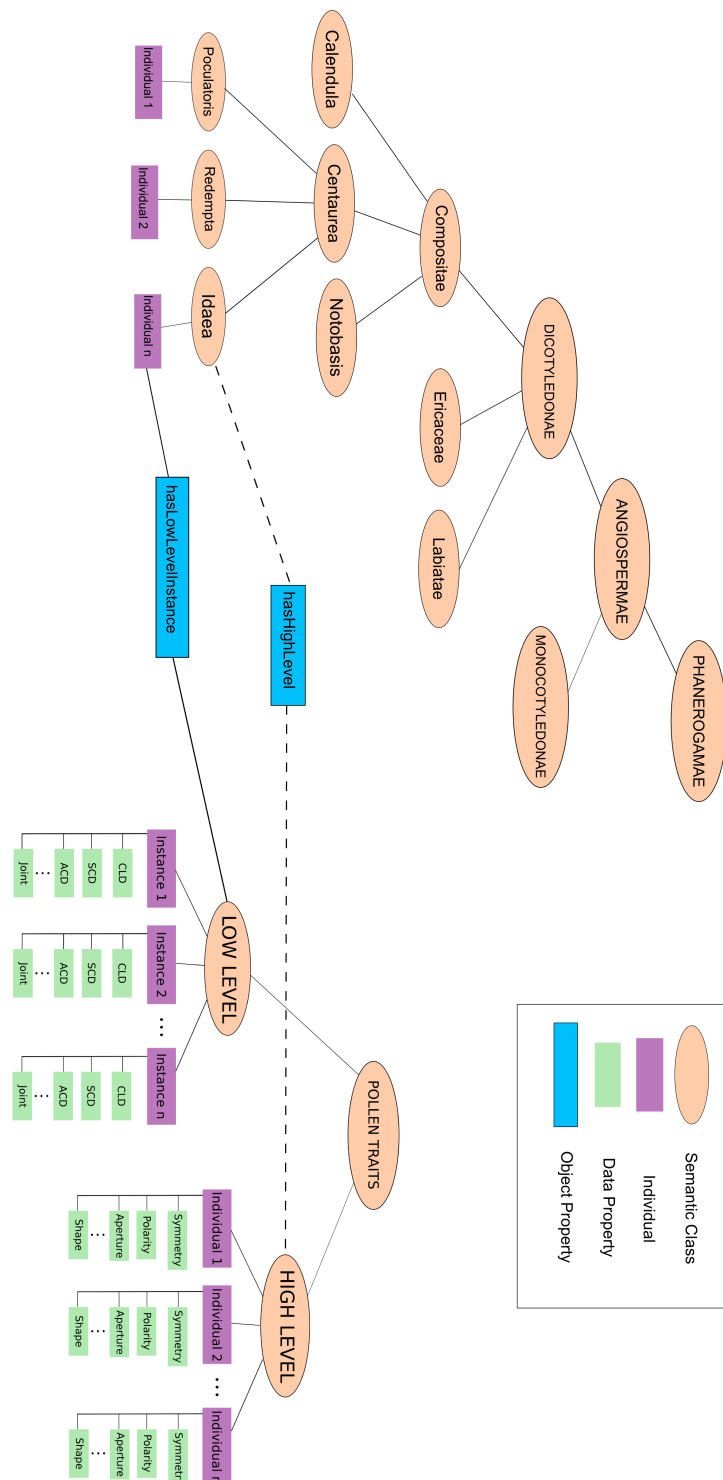 PHANEROGAMAE
ANGIOSPERMAE
MONOCOTYLEDONAE
DICOTYLEDONAE
Compositae
Ericaceae
Labiatae
Calendula
Centaurea
Notobasis
Poculatoris
Redempta
Idaea
Individual 1
Individual 2
Individual n
hasHighLevel
hasLowLevelInstance
Semantic Class
Individual
Data Property
Object Property
POLLEN TRAITS
LOW LEVEL
HIGH LEVEL
Instance 1
Instance 2
...
Instance n
CLD
SCD
ACD
...
Joint
CLD
SCD
ACD
...
Joint
CLD
SCD
ACD
...
Joint
Individual 1
Individual 2
...
Individual n
Symmetry
Polarity
Aperture
...
Shape
Symmetry
Polarity
Aperture
...
Shape
Symmetry
Polarity
Aperture
...
Shape